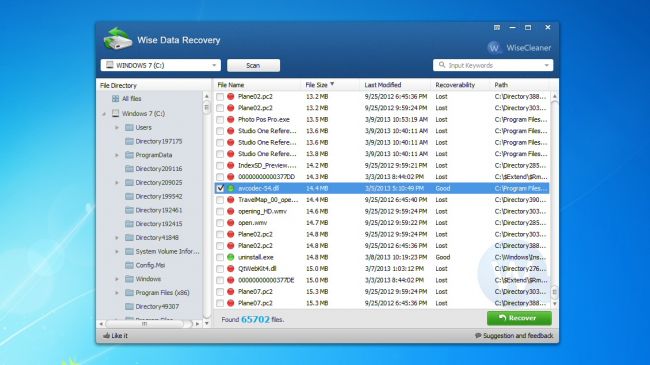 Wise Data Recovery
WiseCleaner
WINDOWS 7 (C:)
Scan
Input Keywords
File Directory
All files
Windows 7 (C:)
Users
Directory197175
ProgramData
Directory209116
Directory209025
Directory199542
Directory192461
Directory192415
Directory41848
System Volume Infor...
Config.Msi
Windows
Program Files (x86)
Directory49307
Program Files
File Name File Size Last Modified Recoverability Path
Plane02.pc2 13.2 MB 9/25/2012 6:45:36 PM Lost C:\Directory388...
Plane02.pc2 13.2 MB 9/25/2012 9:59:24 PM Lost C:\Directory303...
Photo Pos Pro.exe 13.5 MB 3/9/2013 10:53:19 AM Lost C:\Program Files...
Studio One Refere... 13.6 MB 3/9/2013 10:40:11 AM Lost C:\Program Files...
Studio One Refere... 13.6 MB 3/9/2013 10:40:11 AM Lost C:\Program Files...
Studio One Refere... 13.6 MB 3/9/2013 10:40:11 AM Lost C:\Program Files...
IndexSD_Preview... 14.2 MB 9/25/2012 9:59:24 PM Lost C:\Directory303...
00000000000377DD 14.2 MB 3/3/2013 8:44:02 PM Lost C:\$Extend\$Rm...
avcodec-54.dll 14.4 MB 3/5/2013 5:10:49 PM Good C:\Program Files...
TravelMap_00_ope... 14.4 MB 9/25/2012 6:45:40 PM Lost C:\Directory390...
opening_HD.wmv 14.4 MB 9/25/2012 9:59:24 PM Lost C:\Directory303...
open.wmv 14.7 MB 9/25/2012 9:59:22 PM Lost C:\Directory303...
Plane02.pc2 14.8 MB 9/25/2012 9:59:24 PM Lost C:\Directory303...
Plane02.pc2 14.8 MB 9/25/2012 6:45:36 PM Lost C:\Directory388...
uninstall.exe 14.8 MB 3/8/2013 10:19:23 PM Good C:\Windows\Ins...
QtWebKit4.dll 15.0 MB 3/7/2013 1:03:12 PM Lost C:\Directory276...
00000000000377DE 15.0 MB 3/3/2013 8:44:02 PM Lost C:\$Extend\$Rm...
Plane07.pc2 15.3 MB 9/25/2012 9:59:24 PM Lost C:\Directory303...
Plane07.pc2 15.3 MB 9/25/2012 6:45:36 PM Lost C:\Directory388...
Found 65702 files.
Recover
Like it
Suggestion and feedback